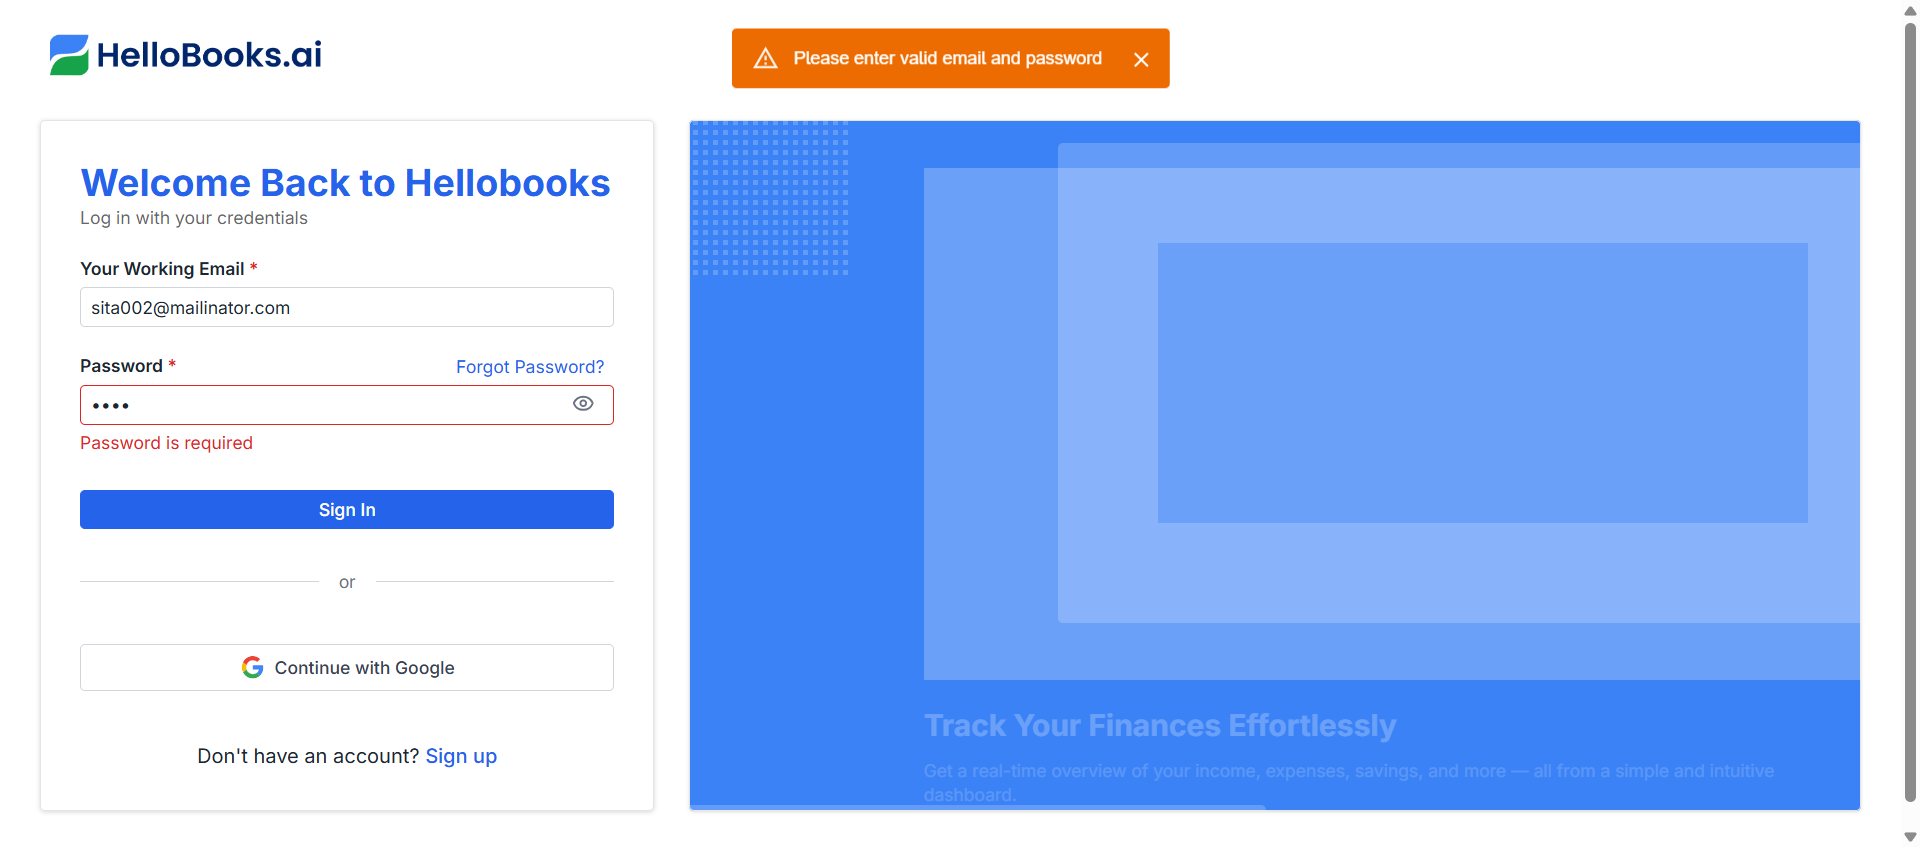 HelloBooks.ai
Please enter valid email and password
Welcome Back to Hellobooks
Log in with your credentials
Your Working Email *
sita002@mailinator.com
Password *
Forgot Password?
••••
Password is required
Sign In
or
Continue with Google
Don't have an account? Sign up
Track Your Finances Effortlessly
Get a real-time overview of your income, expenses, savings, and more — all from a simple and intuitive
dashboard.